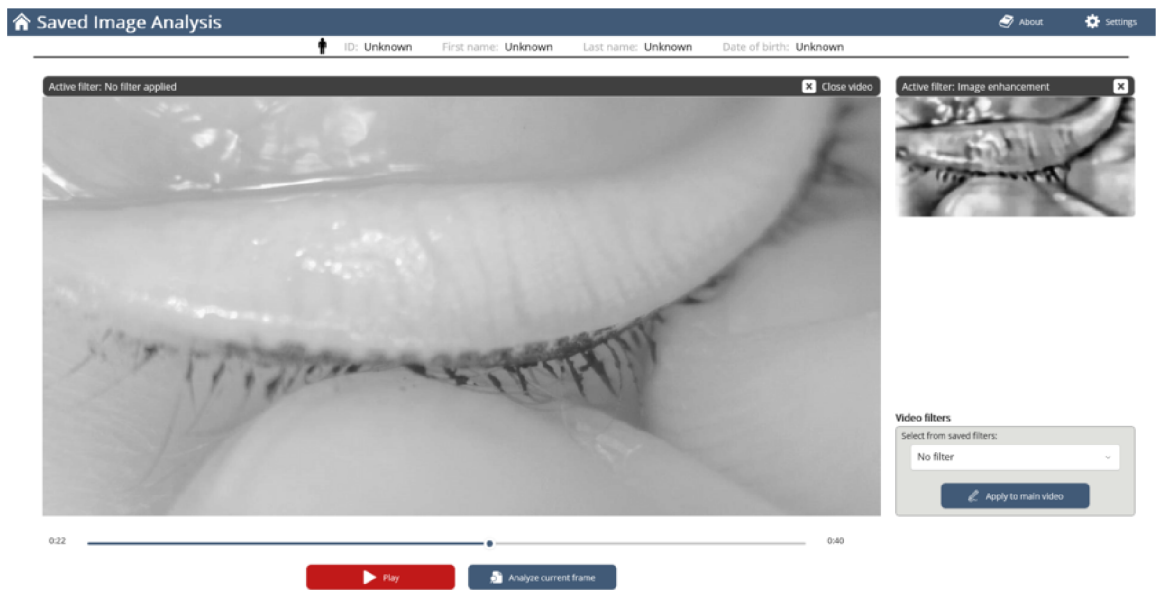 Saved Image Analysis
About
Settings
ID: Unknown First name: Unknown Last name: Unknown Date of birth: Unknown
Active filter: No filter applied
x Close video
Active filter: Image enhancement
x
Video filters
Select from saved filters:
No filter
Apply to main video
0:22
0:40
Play
Analyze current frame